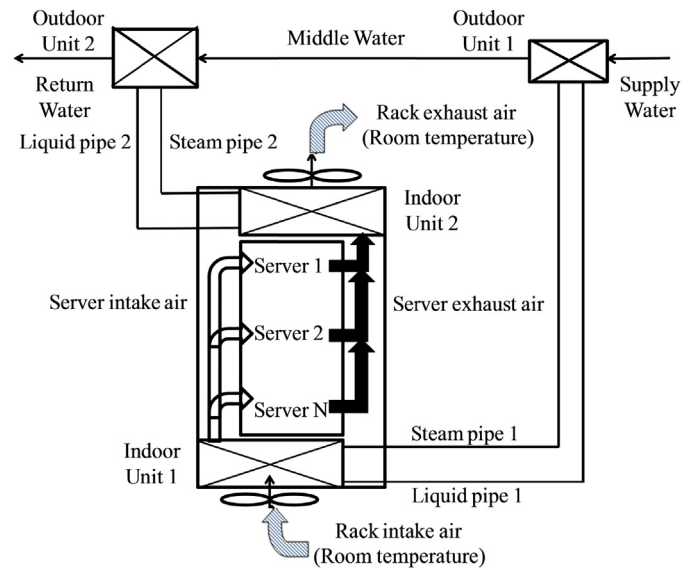 Outdoor
Unit 2
Middle Water
Outdoor
Unit 1
Return
Water
Supply
Water
Liquid pipe 2
Steam pipe 2
Rack exhaust air
(Room temperature)
Indoor
Unit 2
Server 1
Server intake air
Server exhaust air
Server 2
Server N
Indoor
Unit 1
Steam pipe 1
Liquid pipe 1
Rack intake air
(Room temperature)